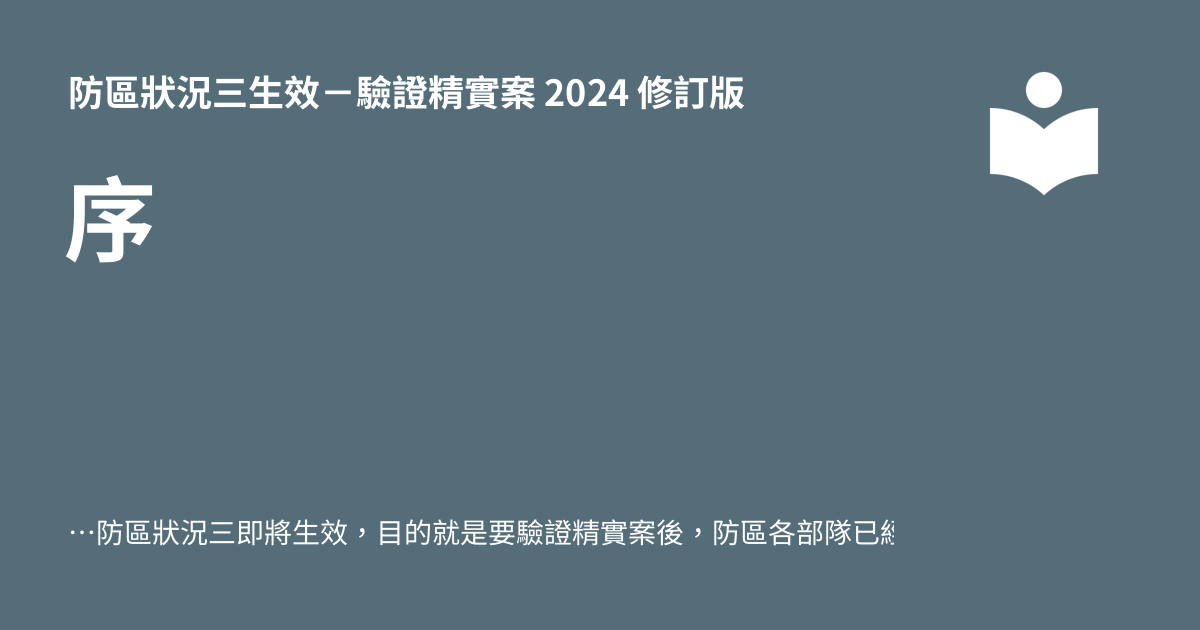 防區狀況三生效－驗證精實案 2024 修訂版
序
…防區狀況三即將生效，目的就是要驗證精實案後，防區各部隊已